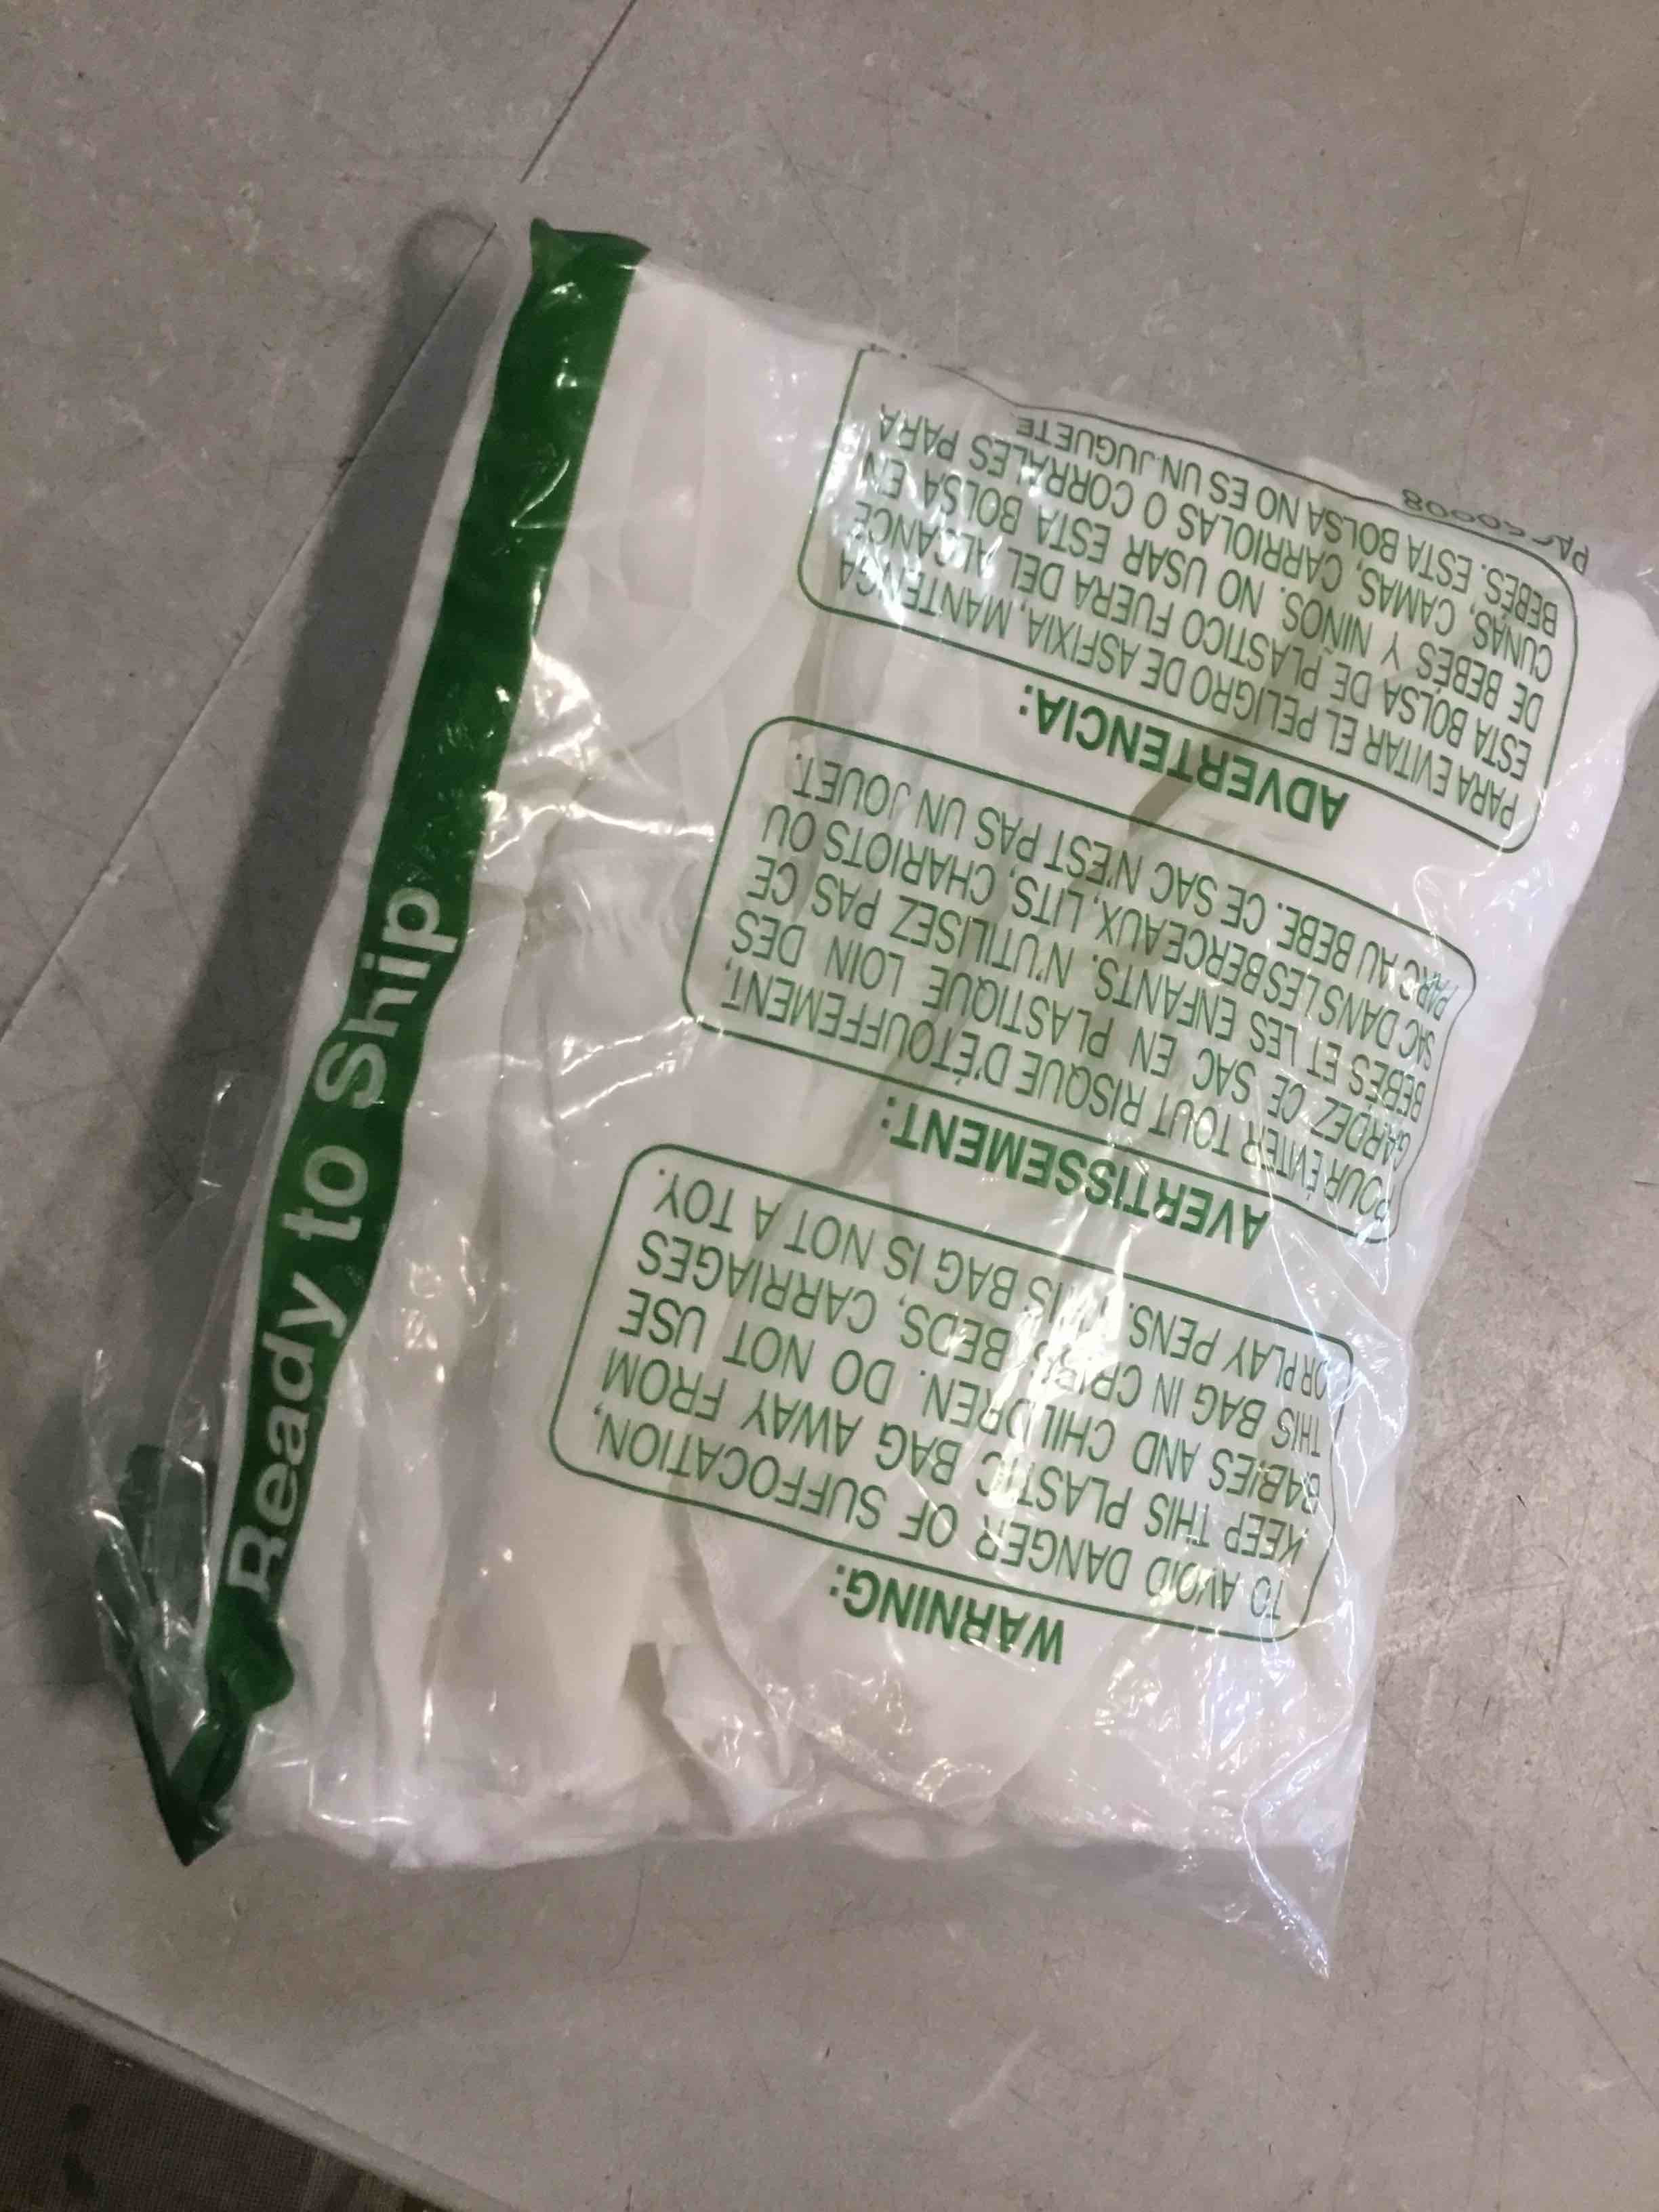 Ready to Ship
WARNING:
TO AVOID DANGER OF SUFFOCATION,
KEEP THIS PLASTIC BAG AWAY FROM
BABIES AND CHILDREN. DO NOT USE
THIS BAG IN CRIBS, BEDS, CARRIAGES
OR PLAY PENS. THIS BAG IS NOT A TOY.
AVERTISSEMENT:
POUR ÉVITER TOUT RISQUE D'ÉTOUFFEMENT,
GARDEZ CE SAC EN PLASTIQUE LOIN DES
BEBES ET LES ENFANTS. N'UTILISEZ PAS CE
SAC DANS LES BERCEAUX, LITS, CHARIOTS OU
PARC AU BEBE. CE SAC N'EST PAS UN JOUET.
ADVERTENCIA:
PARA EVITAR EL PELIGRO DE ASFIXIA, MANTENGA
ESTA BOLSA DE PLASTICO FUERA DEL ALCANCE
DE BEBÉS Y NIÑOS. NO USAR ESTA BOLSA EN
CUNAS, CAMAS, CARRIOLAS O CORRALES PARA
BEBÉS. ESTA BOLSA NO ES UN JUGUETE